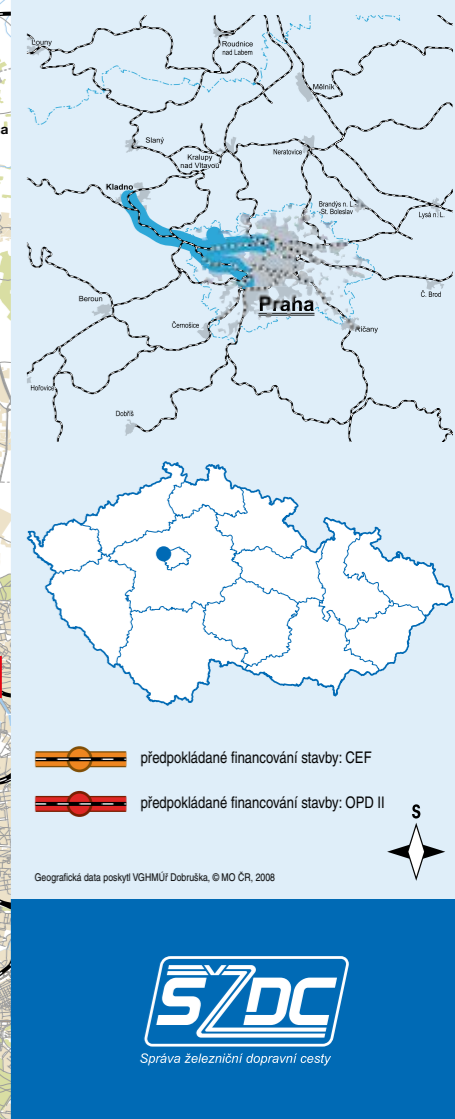 Louny
Roudnice
nad Labem
Mělník
a
Slaný
Kralupy
nad Vltavou
Neratovice
Kladno
Brandýs n. L.
St. Boleslav
Lysá n. L.
Beroun
Praha
Č. Brod
Černošice
Říčany
Hořovice
Dobříš
předpokládané financování stavby: CEF
předpokládané financování stavby: OPD II
S
Geografická data poskytl VGHMÚř Dobruška, © MO ČR, 2008
SŽDC
Správa železniční dopravní cesty